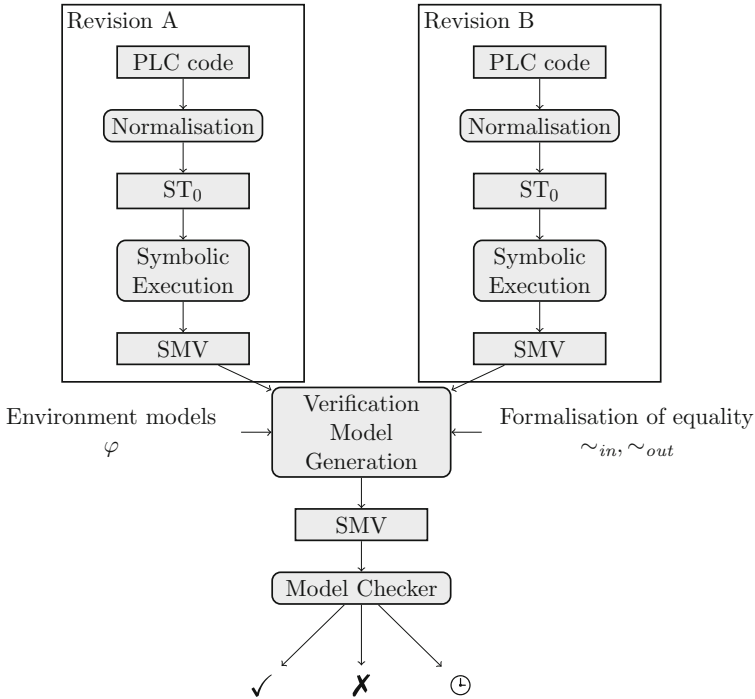 Revision A
PLC code
Normalisation
ST₀
Symbolic
Execution
SMV
Revision B
PLC code
Normalisation
ST₀
Symbolic
Execution
SMV
Environment models
φ
Verification
Model
Generation
Formalisation of equality
∼in, ∼out
SMV
Model Checker
✓ ✗